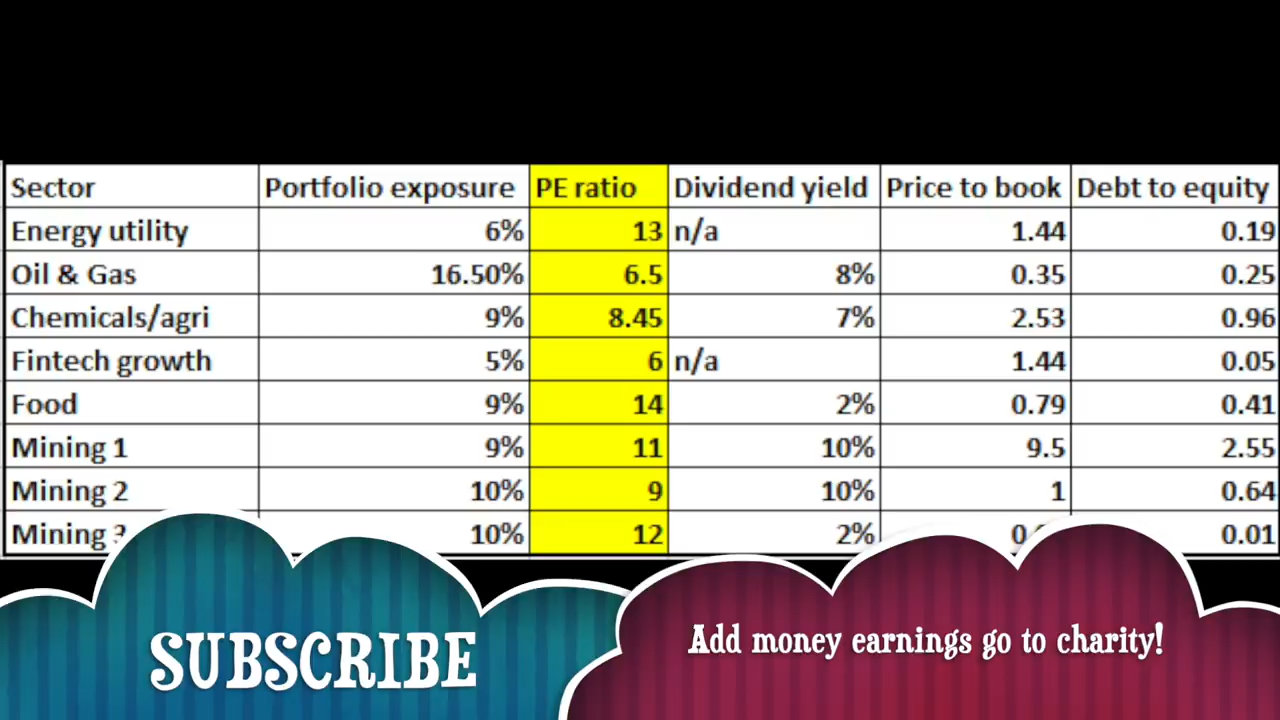 Sector Portfolio exposure PE ratio Dividend yield Price to book Debt to equity
Energy utility 6% 13 n/a 1.44 0.19
Oil & Gas 16.50% 6.5 8% 0.35 0.25
Chemicals/agri 9% 8.45 7% 2.53 0.96
Fintech growth 5% 6 n/a 1.44 0.05
Food 9% 14 2% 0.79 0.41
Mining 1 9% 11 10% 9.5 2.55
Mining 2 10% 9 10% 1 0.64
Mining 10% 12 2% 0.01
SUBSCRIBE
Add money earnings go to charity!